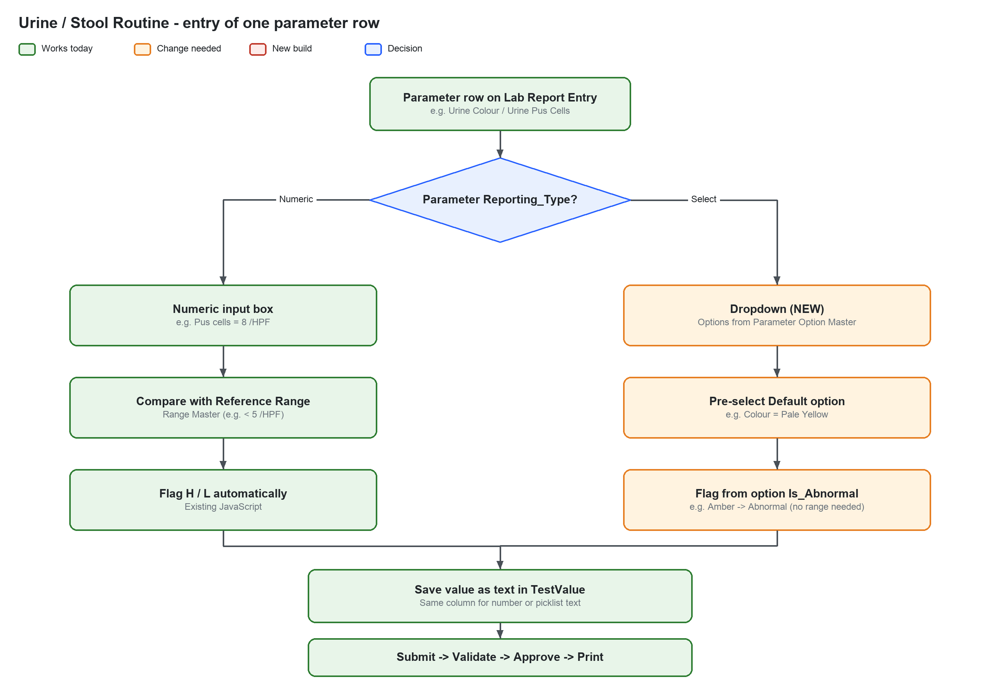 Urine / Stool Routine - entry of one parameter row
Works today
Change needed
New build
Decision
Parameter row on Lab Report Entry
e.g. Urine Colour / Urine Pus Cells
Parameter Reporting_Type?
Numeric
Select
Numeric input box
e.g. Pus cells = 8 /HPF
Dropdown (NEW)
Options from Parameter Option Master
Compare with Reference Range
Range Master (e.g. < 5 /HPF)
Pre-select Default option
e.g. Colour = Pale Yellow
Flag H / L automatically
Existing JavaScript
Flag from option Is_Abnormal
e.g. Amber -> Abnormal (no range needed)
Save value as text in TestValue
Same column for number or picklist text
Submit -> Validate -> Approve -> Print